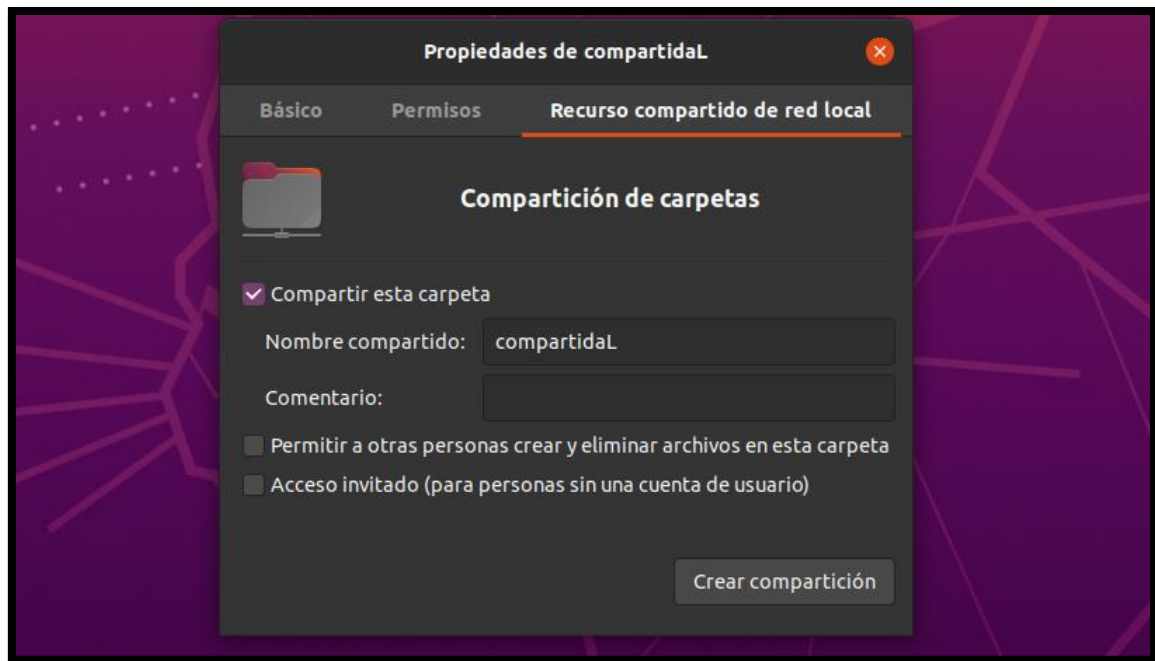 Propiedades de compartidaL
Básico Permisos Recurso compartido de red local
Compartición de carpetas
Compartir esta carpeta
Nombre compartido: compartidaL
Comentario:
Permitir a otras personas crear y eliminar archivos en esta carpeta
Acceso invitado (para personas sin una cuenta de usuario)
Crear compartición